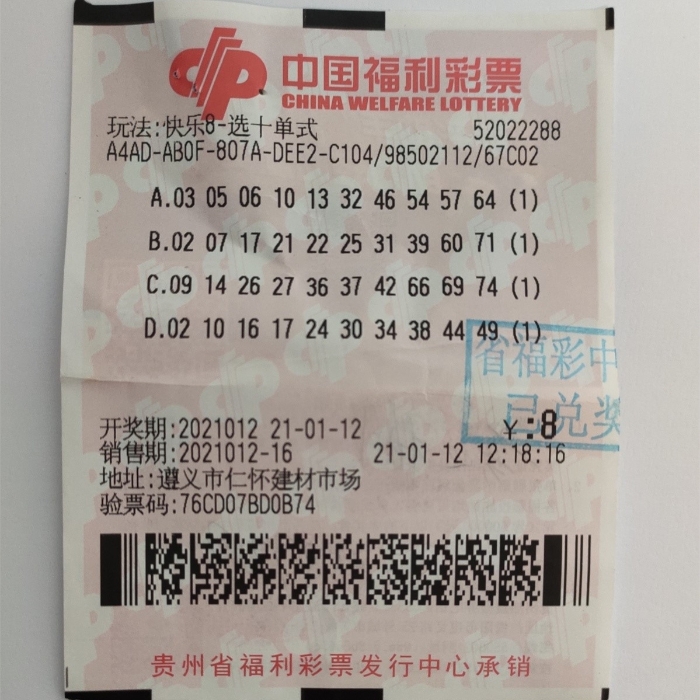 中国福利彩票
CHINA WELFARE LOTTERY
玩法:快乐8-选十单式 52022288
A4AD-AB0F-807A-DEE2-C104/98502112/67C02
A.03 05 06 10 13 32 46 54 57 64 (1)
B.02 07 17 21 22 25 31 39 60 71 (1)
C.09 14 26 27 36 37 42 66 69 74 (1)
D.02 10 16 17 24 30 34 38 44 49 (1)
省福彩中
已兑奖
开奖期:2021012 21-01-12 ¥:8
销售期:2021012-16 21-01-12 12:18:16
地址:遵义市仁怀建材市场
验票码:76CD07BD0B74
贵州省福利彩票发行中心承销